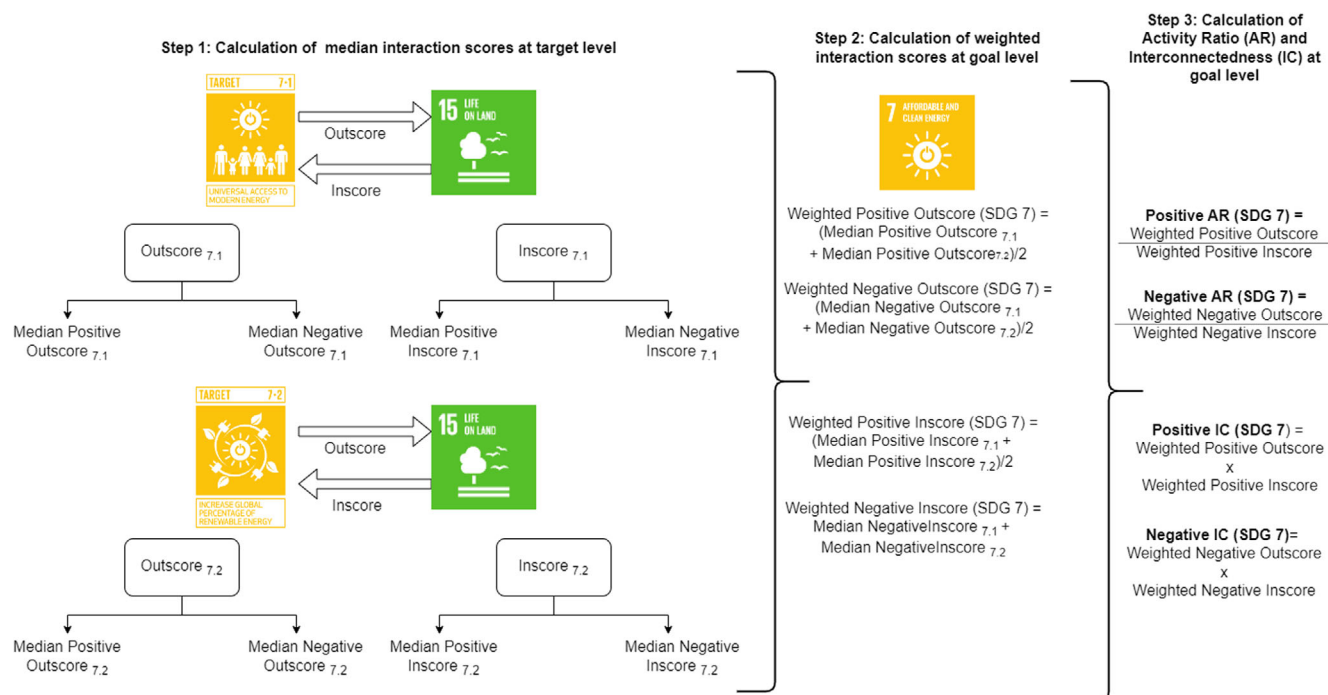 Step 1: Calculation of median interaction scores at target level
TARGET 7·1
UNIVERSAL ACCESS TO
MODERN ENERGY
Outscore
Inscore
15 LIFE
ON LAND
Outscore 7.1
Inscore 7.1
Median Positive
Outscore 7.1
Median Negative
Outscore 7.1
Median Positive
Inscore 7.1
Median Negative
Inscore 7.1
TARGET 7·2
INCREASE GLOBAL
PERCENTAGE OF
RENEWABLE ENERGY
Outscore
Inscore
15 LIFE
ON LAND
Outscore 7.2
Inscore 7.2
Median Positive
Outscore 7.2
Median Negative
Outscore 7.2
Median Positive
Inscore 7.2
Median Negative
Inscore 7.2
Step 2: Calculation of weighted
interaction scores at goal level
7 AFFORDABLE AND
CLEAN ENERGY
Weighted Positive Outscore (SDG 7) =
(Median Positive Outscore 7.1
+ Median Positive Outscore7.2)/2
Weighted Negative Outscore (SDG 7) =
(Median Negative Outscore 7.1
+ Median Negative Outscore 7.2)/2
Weighted Positive Inscore (SDG 7) =
(Median Positive Inscore 7.1 +
Median Positive Inscore 7.2)/2
Weighted Negative Inscore (SDG 7) =
Median NegativeInscore 7.1 +
Median NegativeInscore 7.2
Step 3: Calculation of
Activity Ratio (AR) and
Interconnectedness (IC) at
goal level
Positive AR (SDG 7) =
Weighted Positive Outscore
Weighted Positive Inscore
Negative AR (SDG 7) =
Weighted Negative Outscore
Weighted Negative Inscore
Positive IC (SDG 7) =
Weighted Positive Outscore
x
Weighted Positive Inscore
Negative IC (SDG 7)=
Weighted Negative Outscore
x
Weighted Negative Inscore